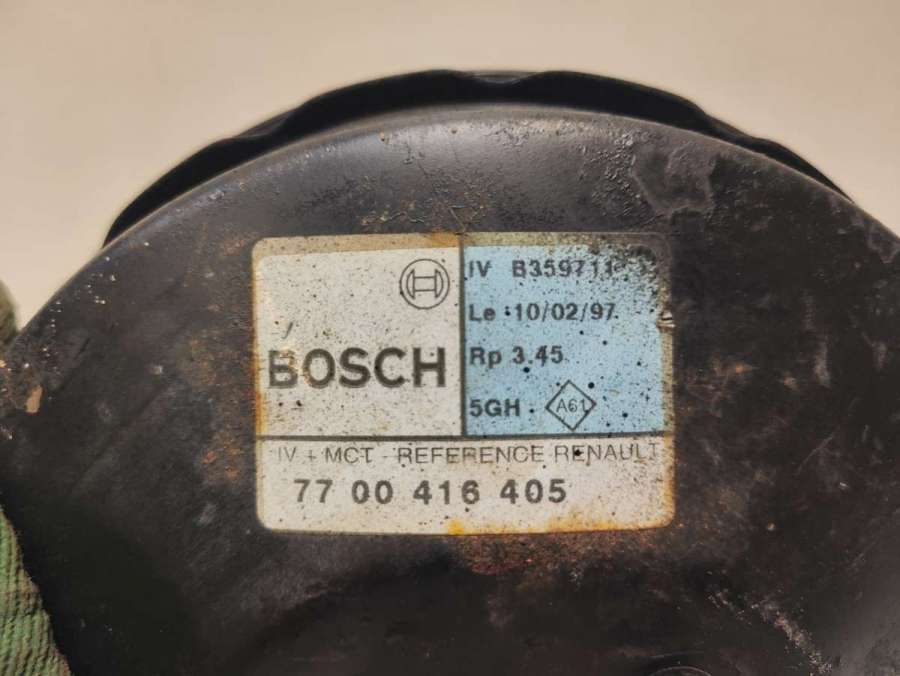 BOSCH
IV B359711
Le 10/02/97
Rp 3.45
5GH A61
IV + MCT - REFERENCE RENAULT
77 00 416 405